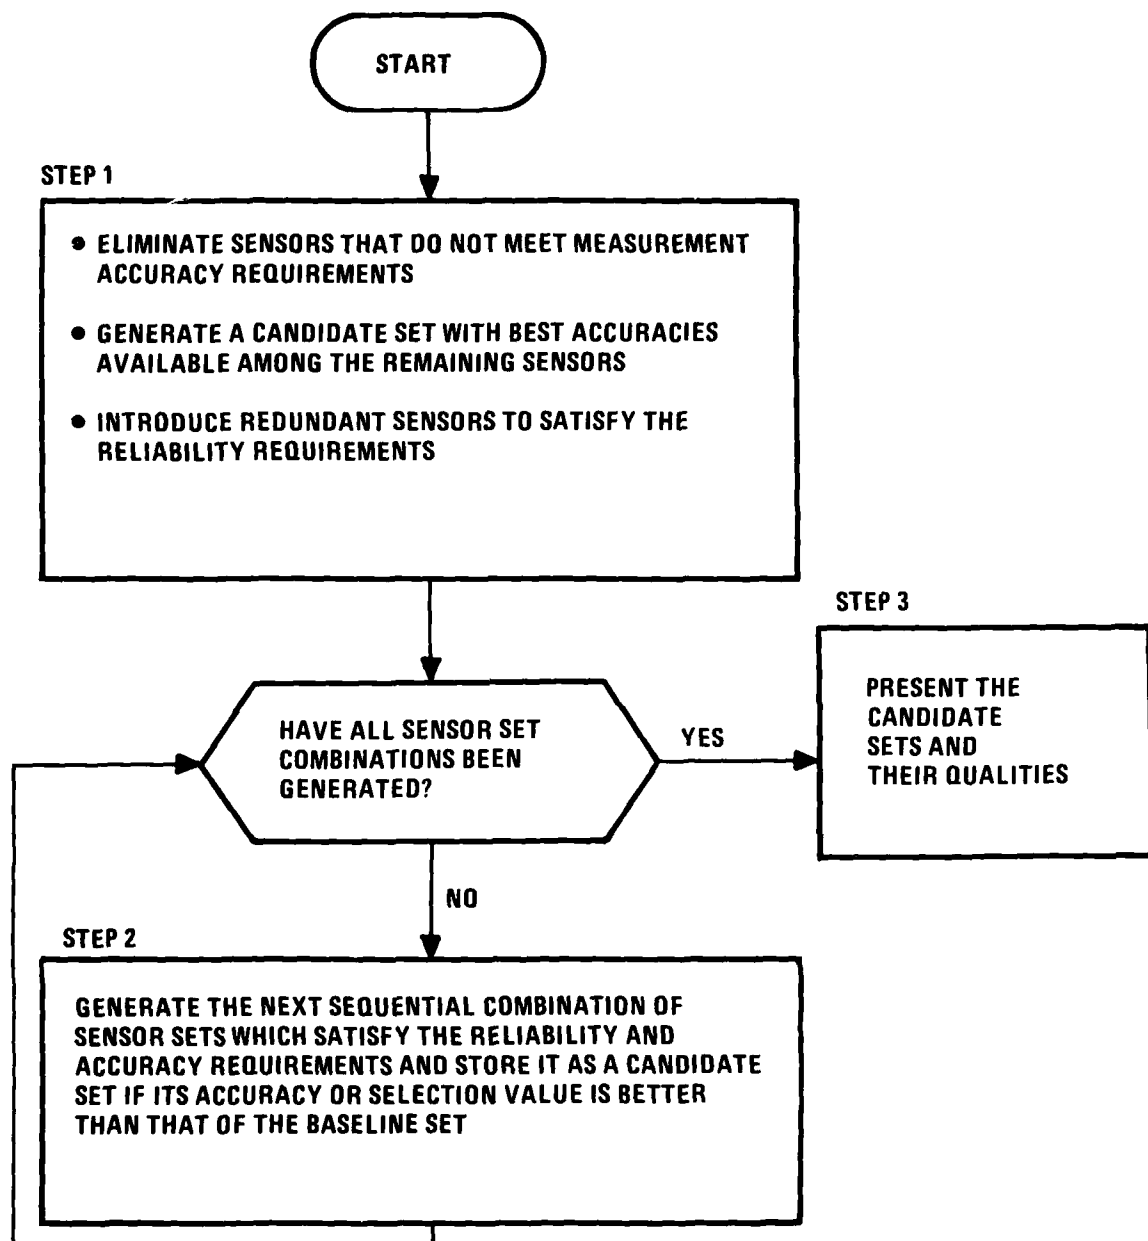 START
STEP 1
• ELIMINATE SENSORS THAT DO NOT MEET MEASUREMENT
ACCURACY REQUIREMENTS
• GENERATE A CANDIDATE SET WITH BEST ACCURACIES
AVAILABLE AMONG THE REMAINING SENSORS
• INTRODUCE REDUNDANT SENSORS TO SATISFY THE
RELIABILITY REQUIREMENTS
HAVE ALL SENSOR SET
COMBINATIONS BEEN
GENERATED?
YES
STEP 3
PRESENT THE
CANDIDATE
SETS AND
THEIR QUALITIES
NO
STEP 2
GENERATE THE NEXT SEQUENTIAL COMBINATION OF
SENSOR SETS WHICH SATISFY THE RELIABILITY AND
ACCURACY REQUIREMENTS AND STORE IT AS A CANDIDATE
SET IF ITS ACCURACY OR SELECTION VALUE IS BETTER
THAN THAT OF THE BASELINE SET